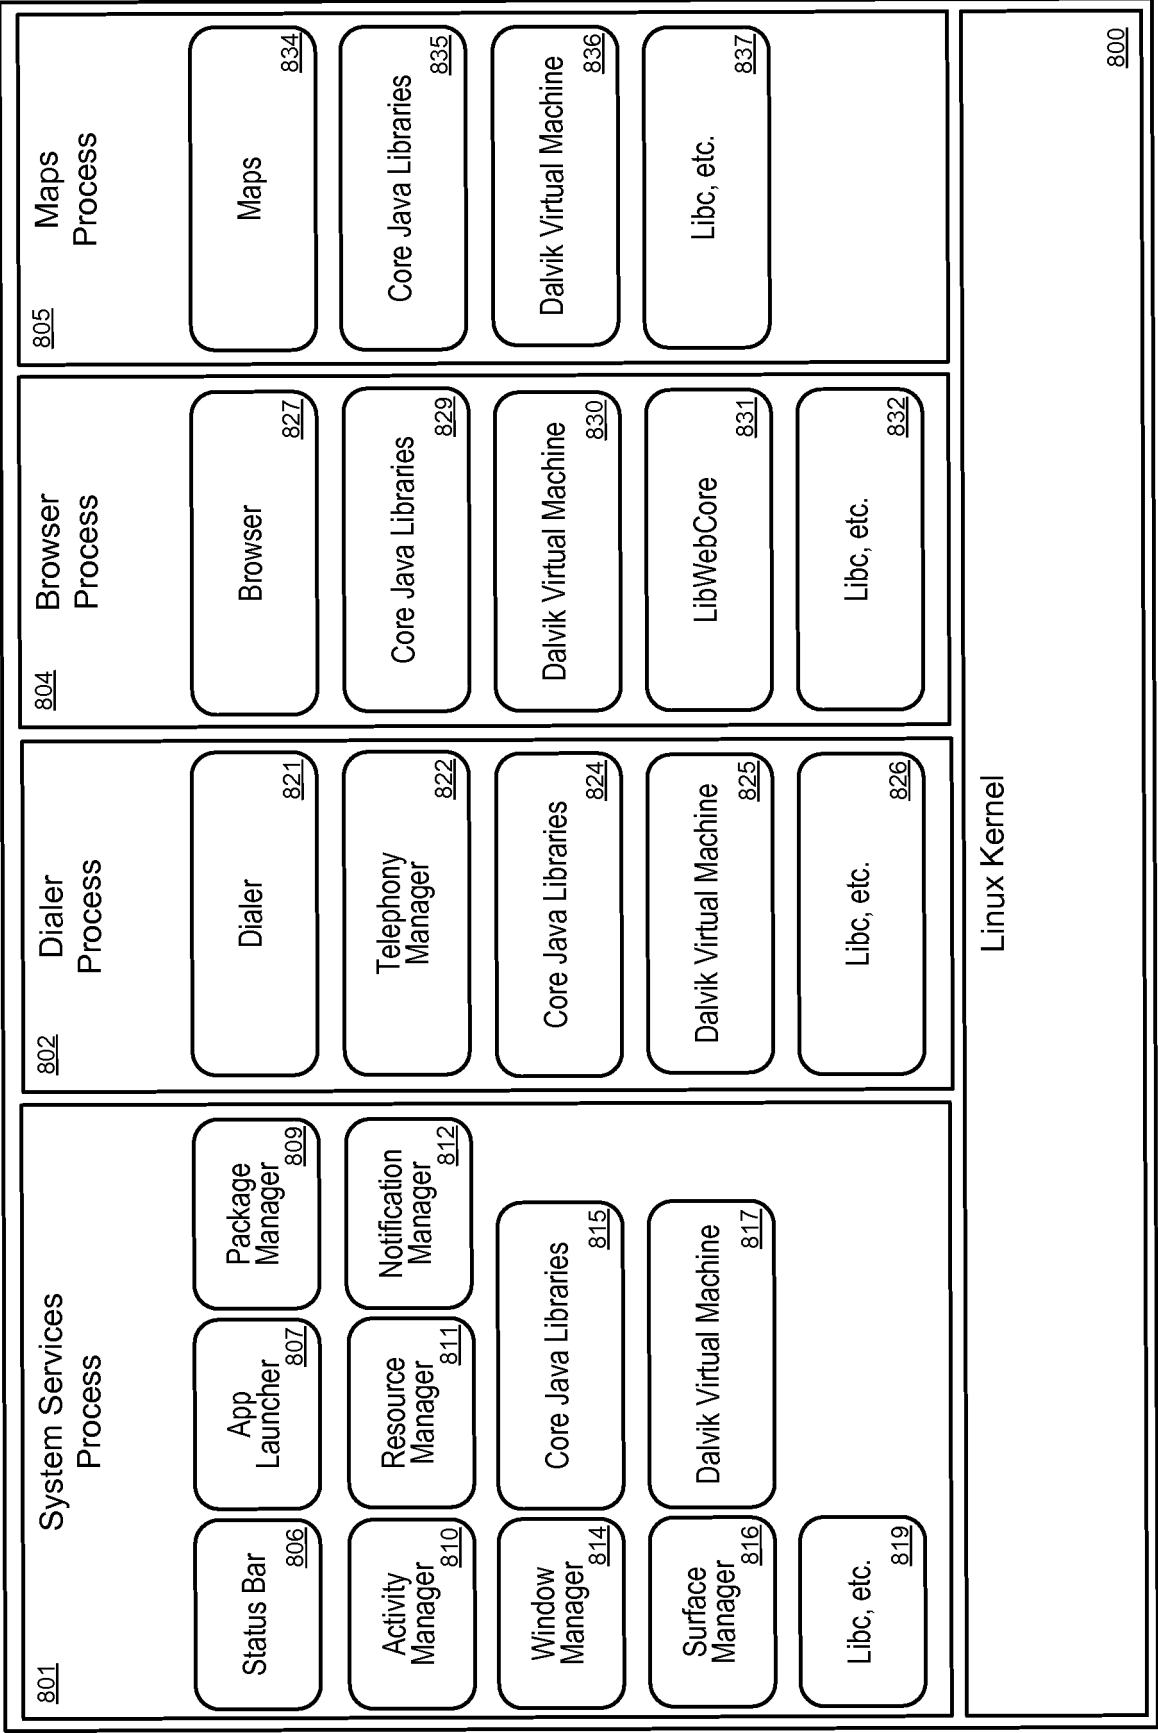 801
System Services
Process
Status Bar
806
App
Launcher
807
Package
Manager
809
Activity
Manager
810
Resource
Manager
811
Notification
Manager
812
Window
Manager
814
Core Java Libraries
815
Surface
Manager
816
Dalvik Virtual Machine
817
Libc, etc.
819
802
Dialer
Process
Dialer
821
Telephony
Manager
822
Core Java Libraries
824
Dalvik Virtual Machine
825
Libc, etc.
826
804
Browser
Process
Browser
827
Core Java Libraries
829
Dalvik Virtual Machine
830
LibWebCore
831
Libc, etc.
832
805
Maps
Process
Maps
834
Core Java Libraries
835
Dalvik Virtual Machine
836
Libc, etc.
837
Linux Kernel
800